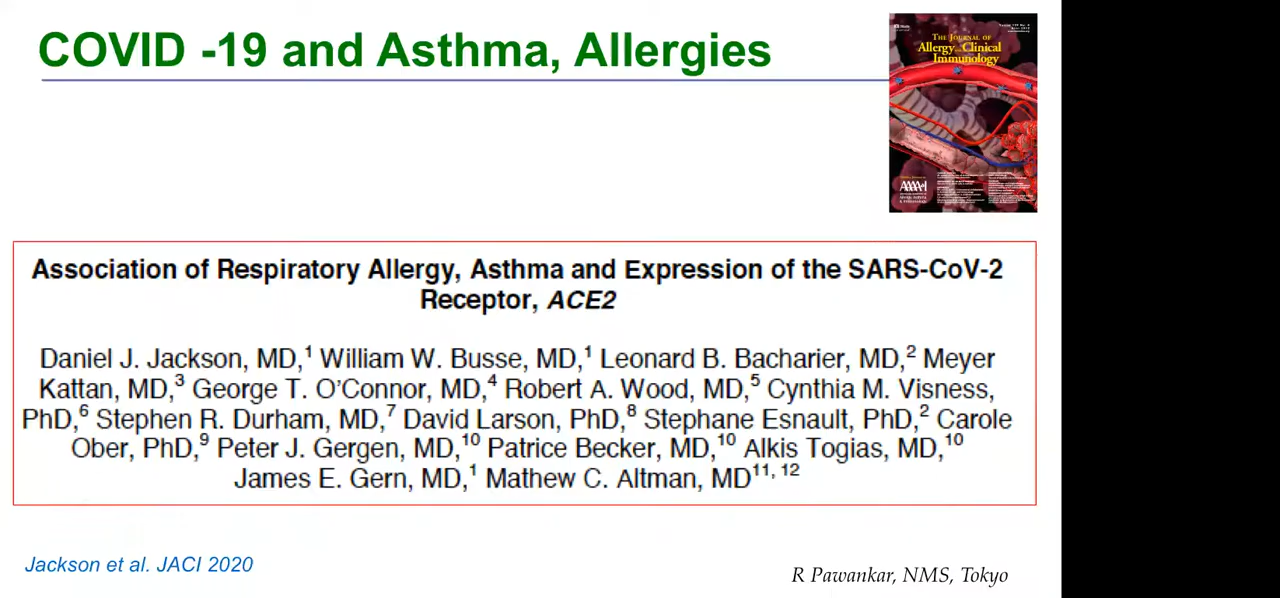 COVID -19 and Asthma, Allergies
THE JOURNAL OF
Allergy and Clinical
Immunology
AAAAI
Association of Respiratory Allergy, Asthma and Expression of the SARS-CoV-2
Receptor, ACE2
Daniel J. Jackson, MD,1 William W. Busse, MD,1 Leonard B. Bacharier, MD,2 Meyer
Kattan, MD,3 George T. O'Connor, MD,4 Robert A. Wood, MD,5 Cynthia M. Visness,
PhD,6 Stephen R. Durham, MD,7 David Larson, PhD,8 Stephane Esnault, PhD,2 Carole
Ober, PhD,9 Peter J. Gergen, MD,10 Patrice Becker, MD,10 Alkis Togias, MD,10
James E. Gern, MD,1 Mathew C. Altman, MD11, 12
Jackson et al. JACI 2020
R Pawankar, NMS, Tokyo